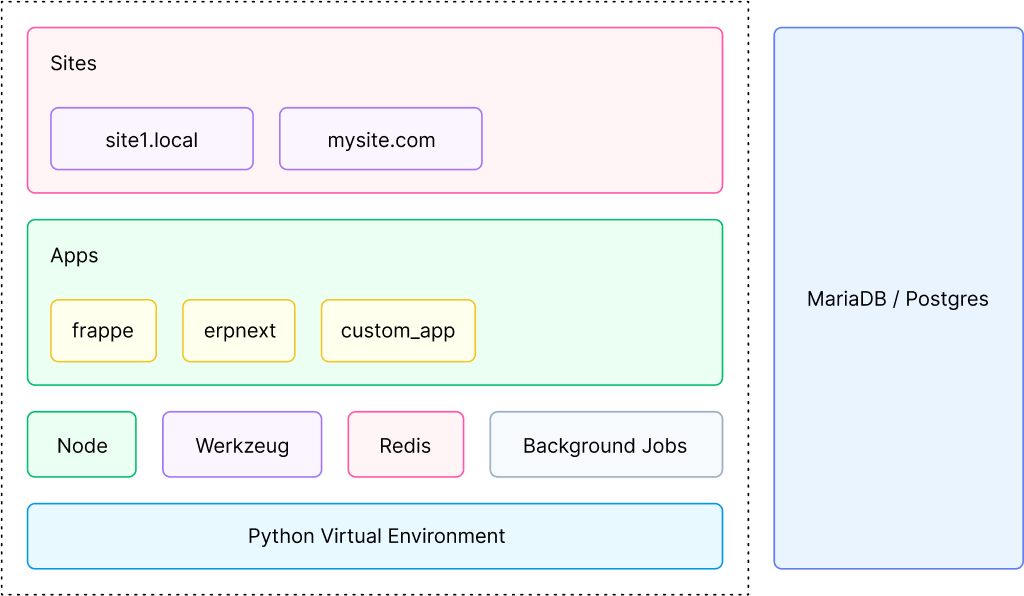 Sites
site1.local
mysite.com
Apps
frappe
erpnext
custom_app
Node
Werkzeug
Redis
Background Jobs
Python Virtual Environment
MariaDB / Postgres